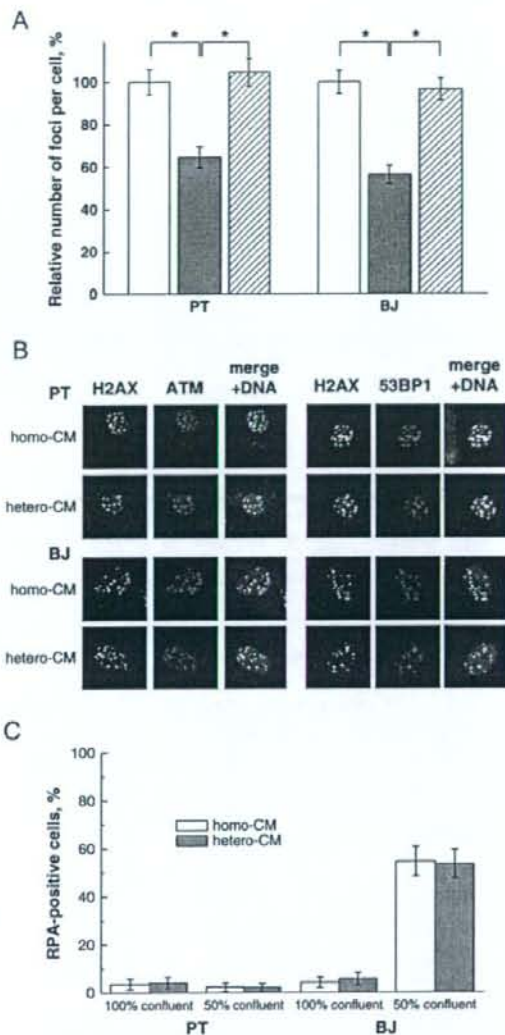 A
* * * *
Relative number of foci per cell, %
100
80
60
40
20
0
PT BJ
B
merge merge
H2AX ATM +DNA H2AX 53BP1 +DNA
PT
homo-CM
hetero-CM
BJ
homo-CM
hetero-CM
C
RPA-positive cells, %
100
80
60
40
20
0
homo-CM
hetero-CM
100% confluent 50% confluent 100% confluent 50% confluent
PT BJ